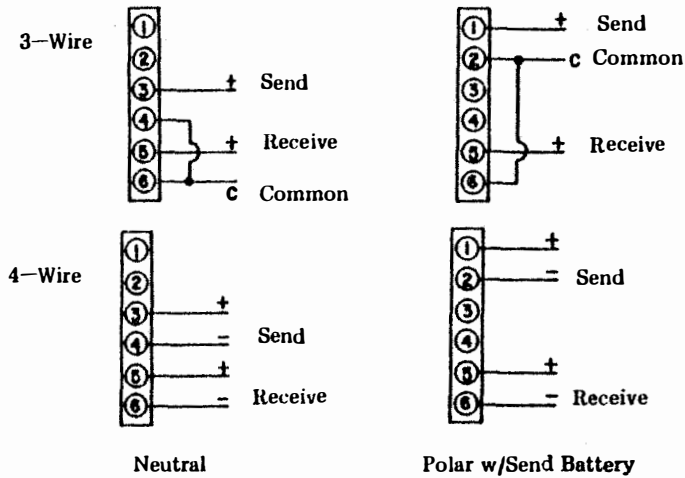 3-Wire
1
2
3 + Send
4
5 + Receive
6 C Common
1 + Send
2 C Common
3
4
5 + Receive
6
4-Wire
1
2
3 +
4 - Send
5 +
6 - Receive
Neutral
1 +
2 - Send
3
4
5 +
6 - Receive
Polar w/Send Battery